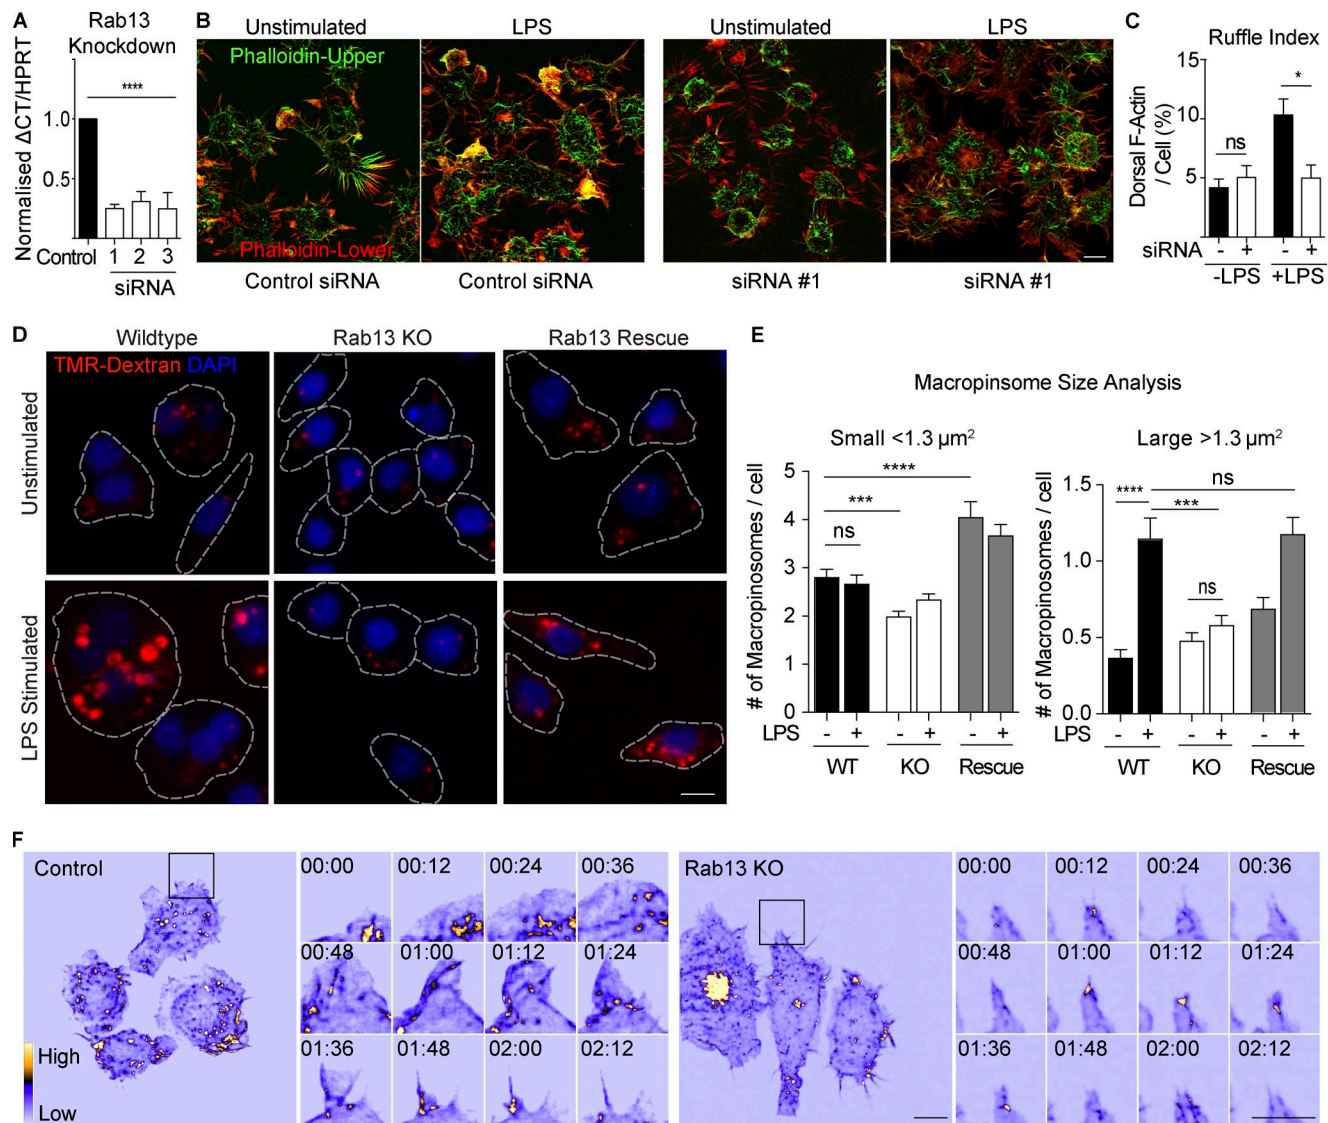 A
Rab13
Knockdown
Normalised ΔCT/HPRT
1.0
0.5
****
Control
1 2 3
siRNA
B
Unstimulated
LPS
Unstimulated
LPS
Phalloidin-Upper
Phalloidin-Lower
Control siRNA
Control siRNA
siRNA #1
siRNA #1
C
Ruffle Index
Dorsal F-Actin
/ Cell (%)
15
10
5
0
ns
*
siRNA - + - +
-LPS +LPS
D
Wildtype
Rab13 KO
Rab13 Rescue
TMR-Dextran DAPI
Unstimulated
LPS Stimulated
E
Macropinsome Size Analysis
Small <1.3 µm²
# of Macropinosomes / cell
5
4
3
2
1
0
****
***
ns
LPS - + - + - +
WT KO Rescue
Large >1.3 µm²
# of Macropinosomes / cell
1.5
1.0
0.5
0.0
ns
****
***
ns
LPS - + - + - +
WT KO Rescue
F
Control
High
Low
00:00 00:12 00:24 00:36
00:48 01:00 01:12 01:24
01:36 01:48 02:00 02:12
Rab13 KO
00:00 00:12 00:24 00:36
00:48 01:00 01:12 01:24
01:36 01:48 02:00 02:12